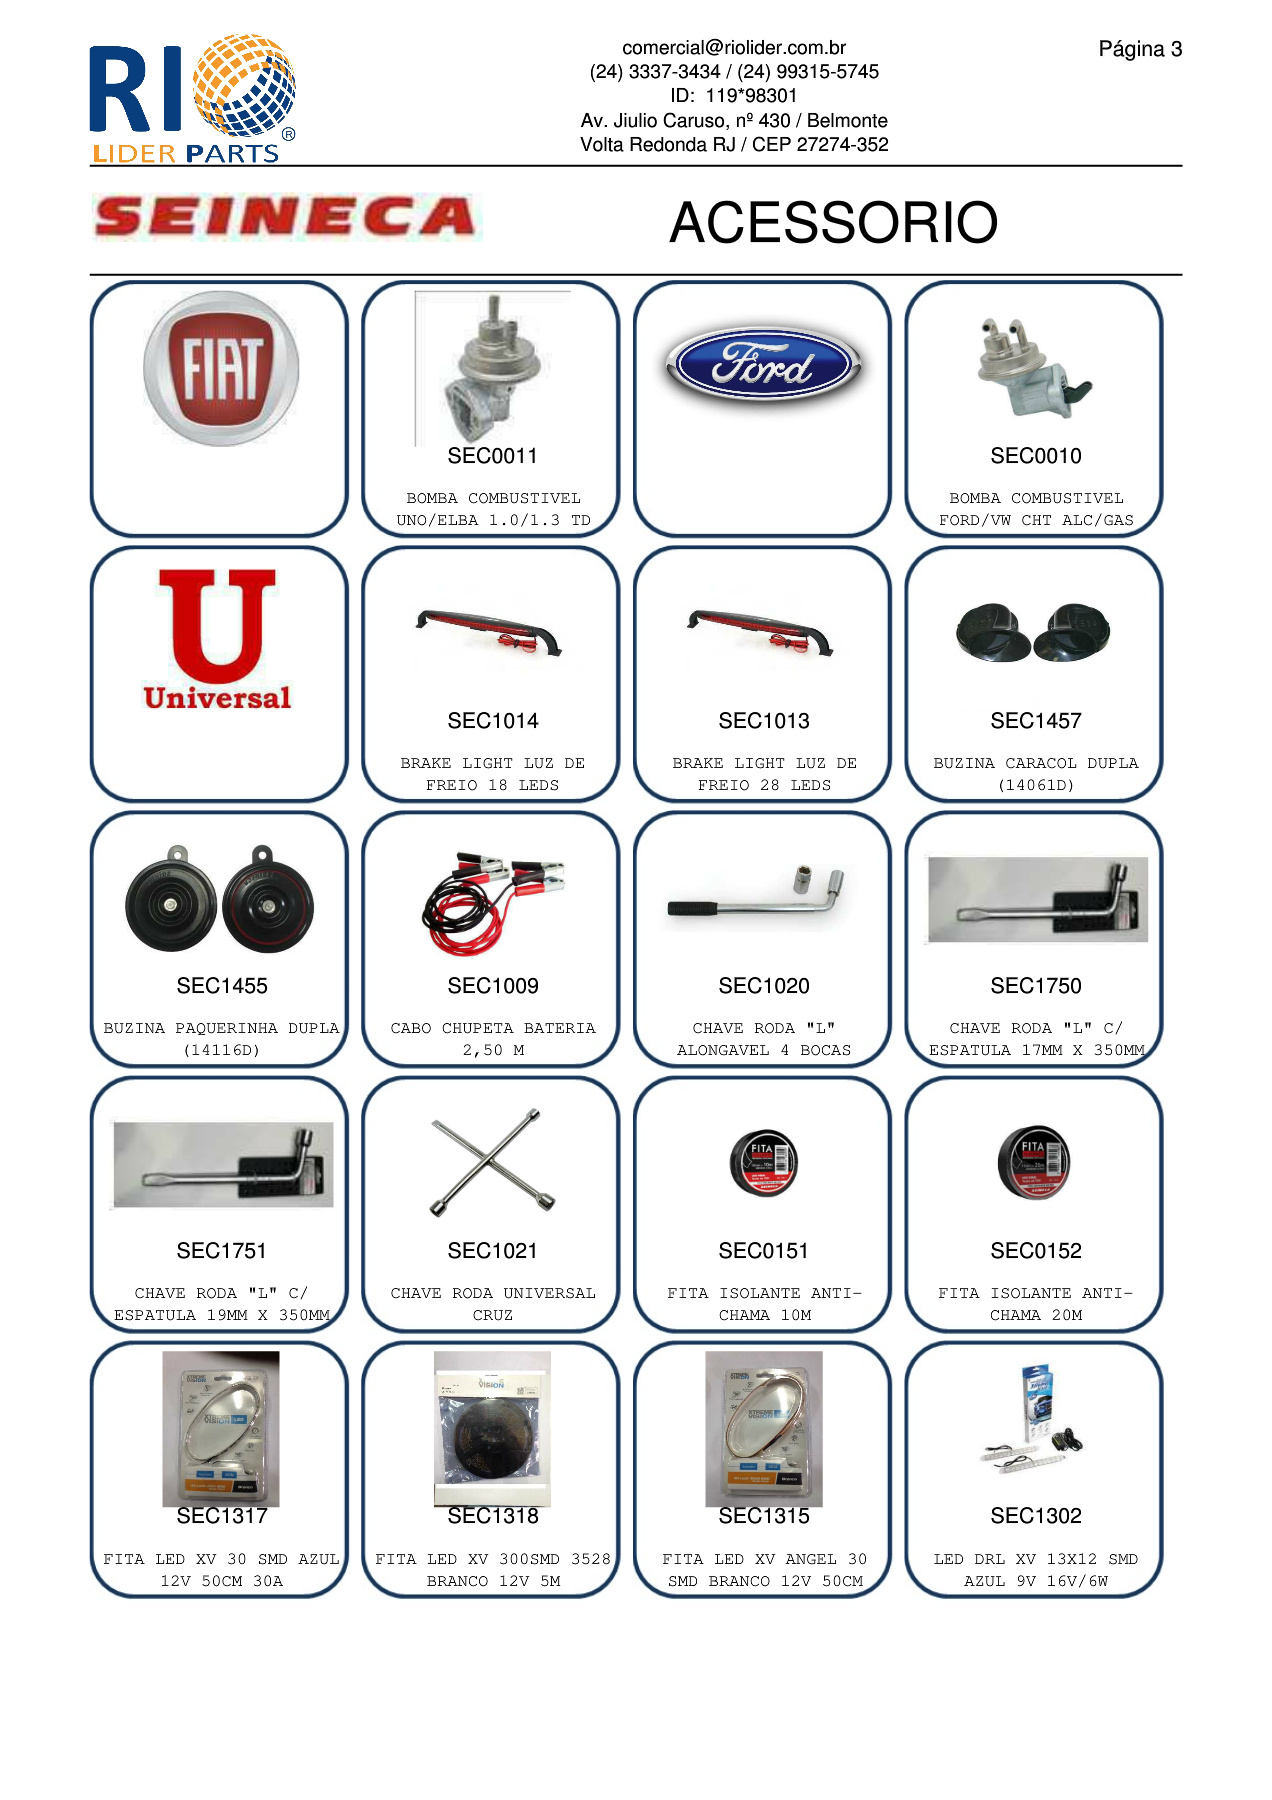 RIO
®
LIDER PARTS
comercial@riolider.com.br
(24) 3337-3434 / (24) 99315-5745
ID: 119*98301
Av. Jiulio Caruso, nº 430 / Belmonte
Volta Redonda RJ / CEP 27274-352
Página 3
SEINECA
ACESSORIO
FIAT
SEC0011
BOMBA COMBUSTIVEL
UNO/ELBA 1.0/1.3 TD
Ford
SEC0010
BOMBA COMBUSTIVEL
FORD/VW CHT ALC/GAS
U
Universal
SEC1014
BRAKE LIGHT LUZ DE
FREIO 18 LEDS
SEC1013
BRAKE LIGHT LUZ DE
FREIO 28 LEDS
SEC1457
BUZINA CARACOL DUPLA
(14061D)
SEC1455
BUZINA PAQUERINHA DUPLA
(14116D)
SEC1009
CABO CHUPETA BATERIA
2,50 M
SEC1020
CHAVE RODA "L"
ALONGAVEL 4 BOCAS
SEC1750
CHAVE RODA "L" C/
ESPATULA 17MM X 350MM
SEC1751
CHAVE RODA "L" C/
ESPATULA 19MM X 350MM
SEC1021
CHAVE RODA UNIVERSAL
CRUZ
FITA
SEC0151
FITA ISOLANTE ANTI-
CHAMA 10M
FITA
SEC0152
FITA ISOLANTE ANTI-
CHAMA 20M
XTREME
VISION
SEC1317
FITA LED XV 30 SMD AZUL
12V 50CM 30A
VISION
SEC1318
FITA LED XV 300SMD 3528
BRANCO 12V 5M
XTREME
VISION
Branco
SEC1315
FITA LED XV ANGEL 30
SMD BRANCO 12V 50CM
SEC1302
LED DRL XV 13X12 SMD
AZUL 9V 16V/6W